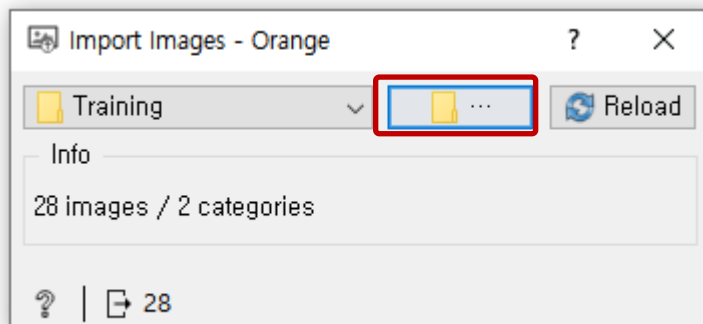 Import Images - Orange ? ×
Training ... Reload
Info
28 images / 2 categories
? | 28